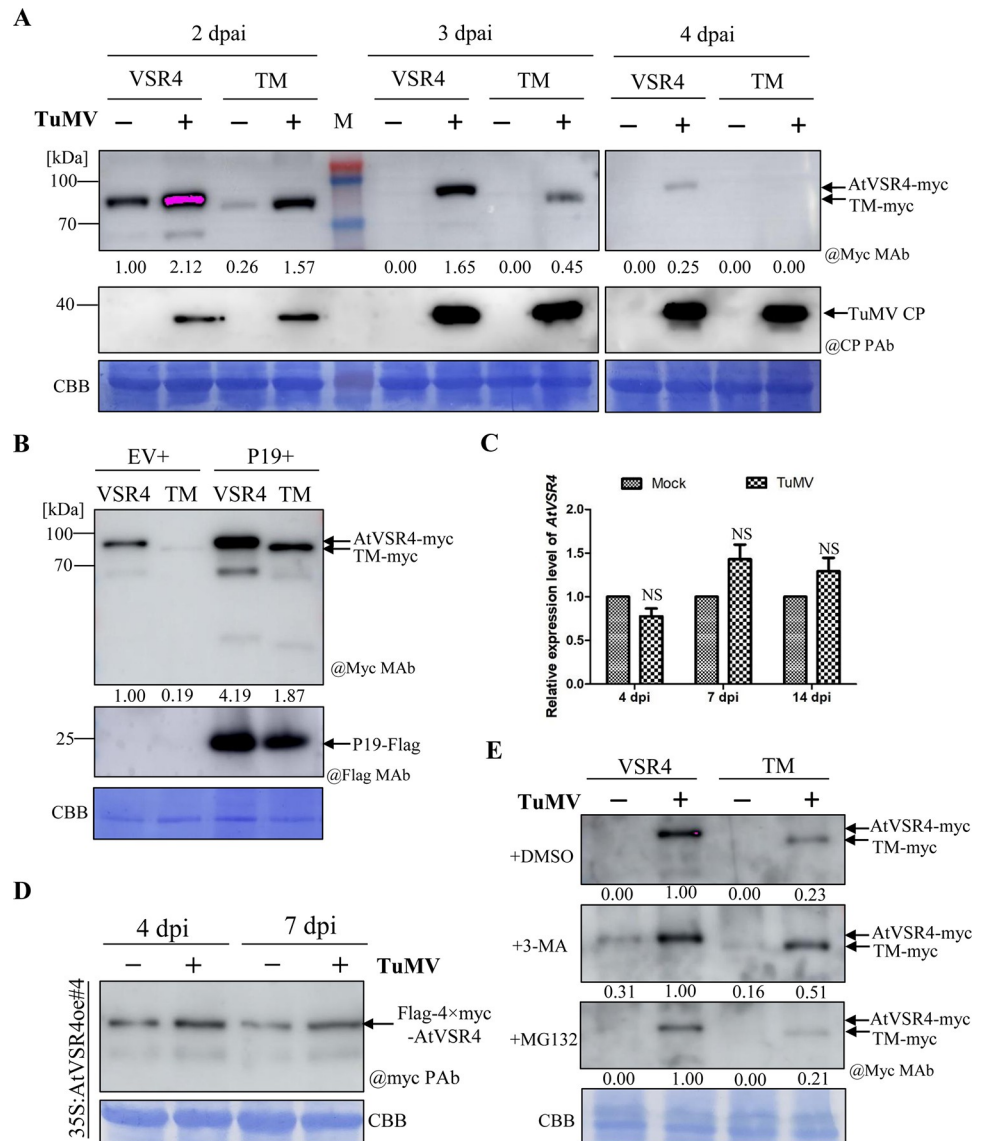 A
2 dpai 3 dpai 4 dpai
VSR4 TM VSR4 TM VSR4 TM
TuMV − + − + M − + − + − + − +
[kDa]
100
AtVSR4-myc
TM-myc
70
@Myc MAb
1.00 2.12 0.26 1.57 0.00 1.65 0.00 0.45 0.00 0.25 0.00 0.00
40
TuMV CP
@CP PAb
CBB
B
EV+ P19+
VSR4 TM VSR4 TM
[kDa]
100
AtVSR4-myc
TM-myc
70
@Myc MAb
1.00 0.19 4.19 1.87
25
P19-Flag
@Flag MAb
CBB
C
Mock TuMV
Relative expression level of AtVSR4
2.0
1.5
1.0
0.5
0.0
NS NS NS
4 dpi 7 dpi 14 dpi
D
4 dpi 7 dpi
− + − + TuMV
35S:AtVSR4oe#4
Flag-4×myc
-AtVSR4
@myc PAb
CBB
E
VSR4 TM
TuMV − + − +
+DMSO
AtVSR4-myc
TM-myc
0.00 1.00 0.00 0.23
+3-MA
AtVSR4-myc
TM-myc
0.31 1.00 0.16 0.51
+MG132
AtVSR4-myc
TM-myc
@Myc MAb
0.00 1.00 0.00 0.21
CBB